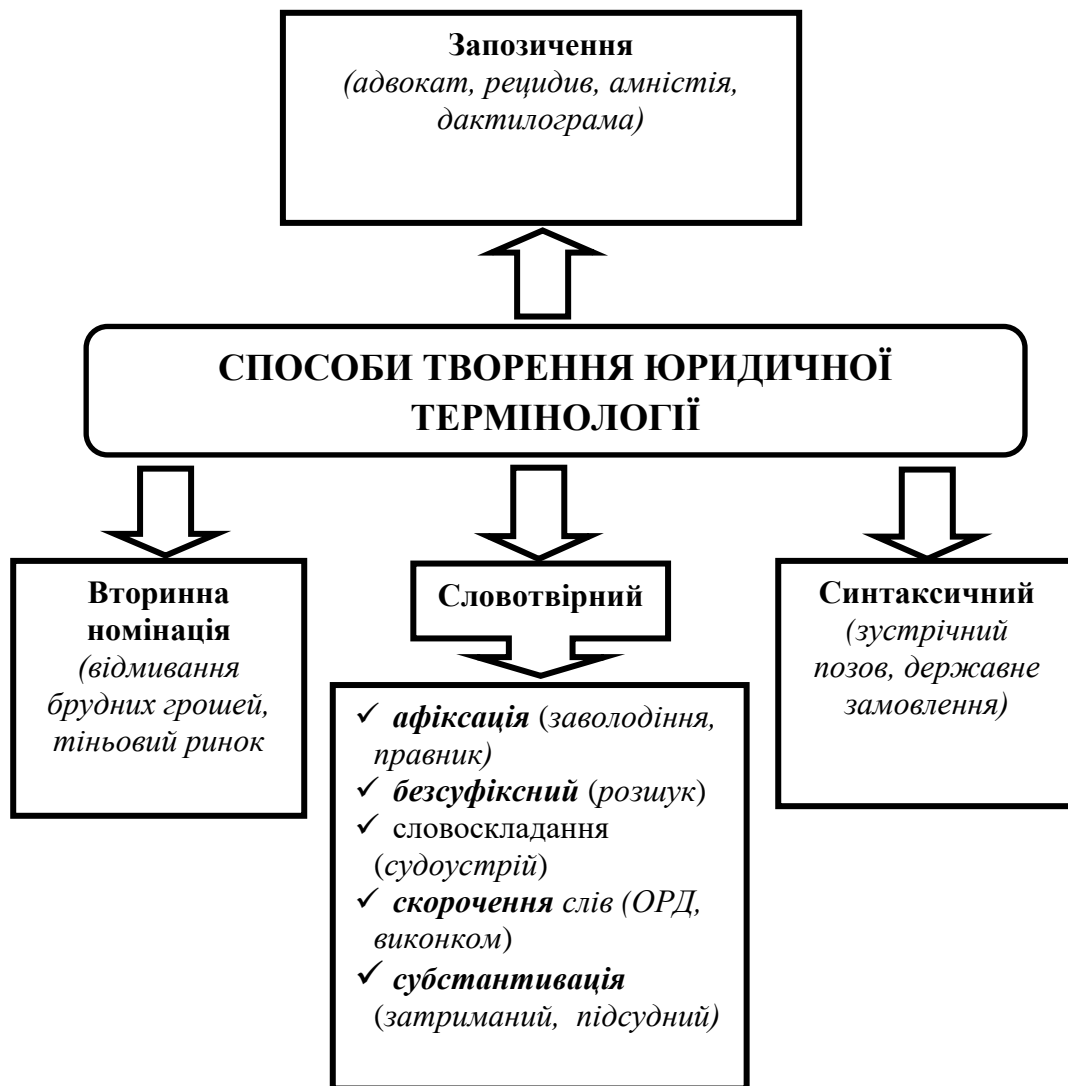 Запозичення
(адвокат, рецидив, амністія,
дактилограма)
СПОСОБИ ТВОРЕННЯ ЮРИДИЧНОЇ
ТЕРМІНОЛОГІЇ
Вторинна
номінація
(відмивання
брудних грошей,
тіньовий ринок
Словотвірний
✓ афіксація (заволодіння,
правник)
✓ безсуфіксний (розшук)
✓ словоскладання
(судоустрій)
✓ скорочення слів (ОРД,
виконком)
✓ субстантивація
(затриманий, підсудний)
Синтаксичний
(зустрічний
позов, державне
замовлення)